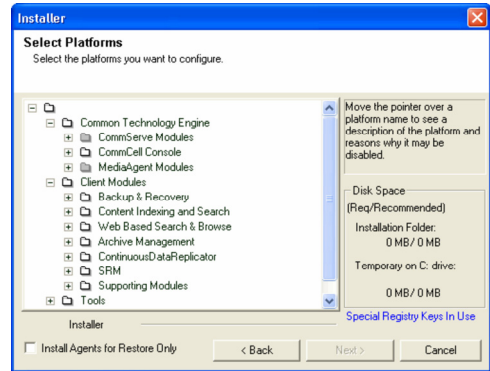 Installer
Select Platforms
Select the platforms you want to configure.
Common Technology Engine
CommServe Modules
CommCell Console
MediaAgent Modules
Client Modules
Backup & Recovery
Content Indexing and Search
Web Based Search & Browse
Archive Management
ContinuousDataReplicator
SRM
Supporting Modules
Tools
Move the pointer over a
platform name to see a
description of the platform and
reasons why it may be
disabled.
Disk Space
(Req/Recommended)
Installation Folder:
0 MB/ 0 MB
Temporary on C: drive:
0 MB/ 0 MB
Special Registry Keys In Use
Installer
Install Agents for Restore Only
< Back
Next >
Cancel